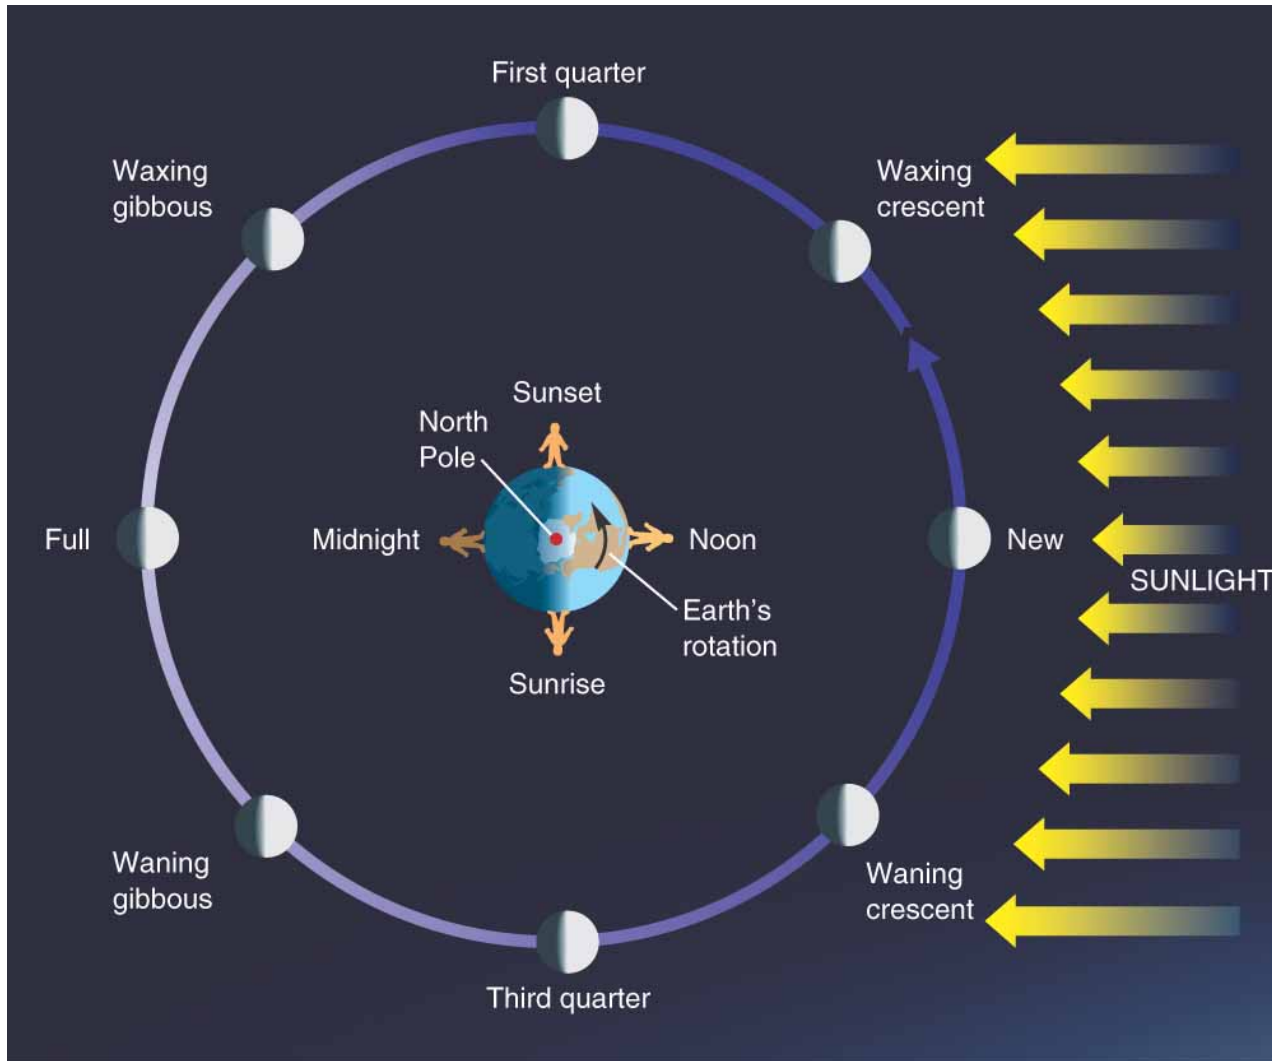 First quarter
Waxing
gibbous
Waxing
crescent
Sunset
North
Pole
Full
Midnight
Noon
New
SUNLIGHT
Earth's
rotation
Sunrise
Waning
gibbous
Waning
crescent
Third quarter